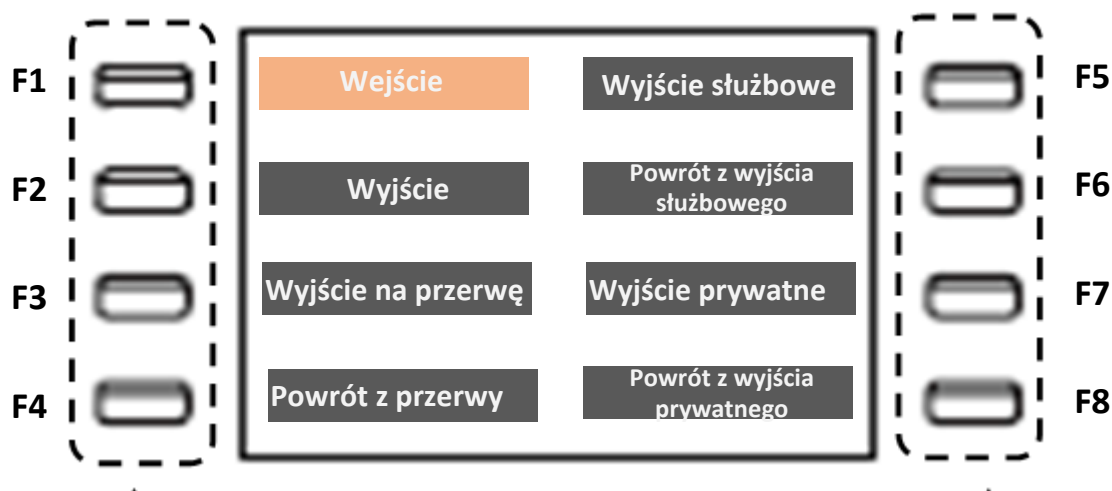 F1
Wejście
Wyjście służbowe
F5
F2
Wyjście
Powrót z wyjścia
służbowego
F6
F3
Wyjście na przerwę
Wyjście prywatne
F7
F4
Powrót z przerwy
Powrót z wyjścia
prywatnego
F8